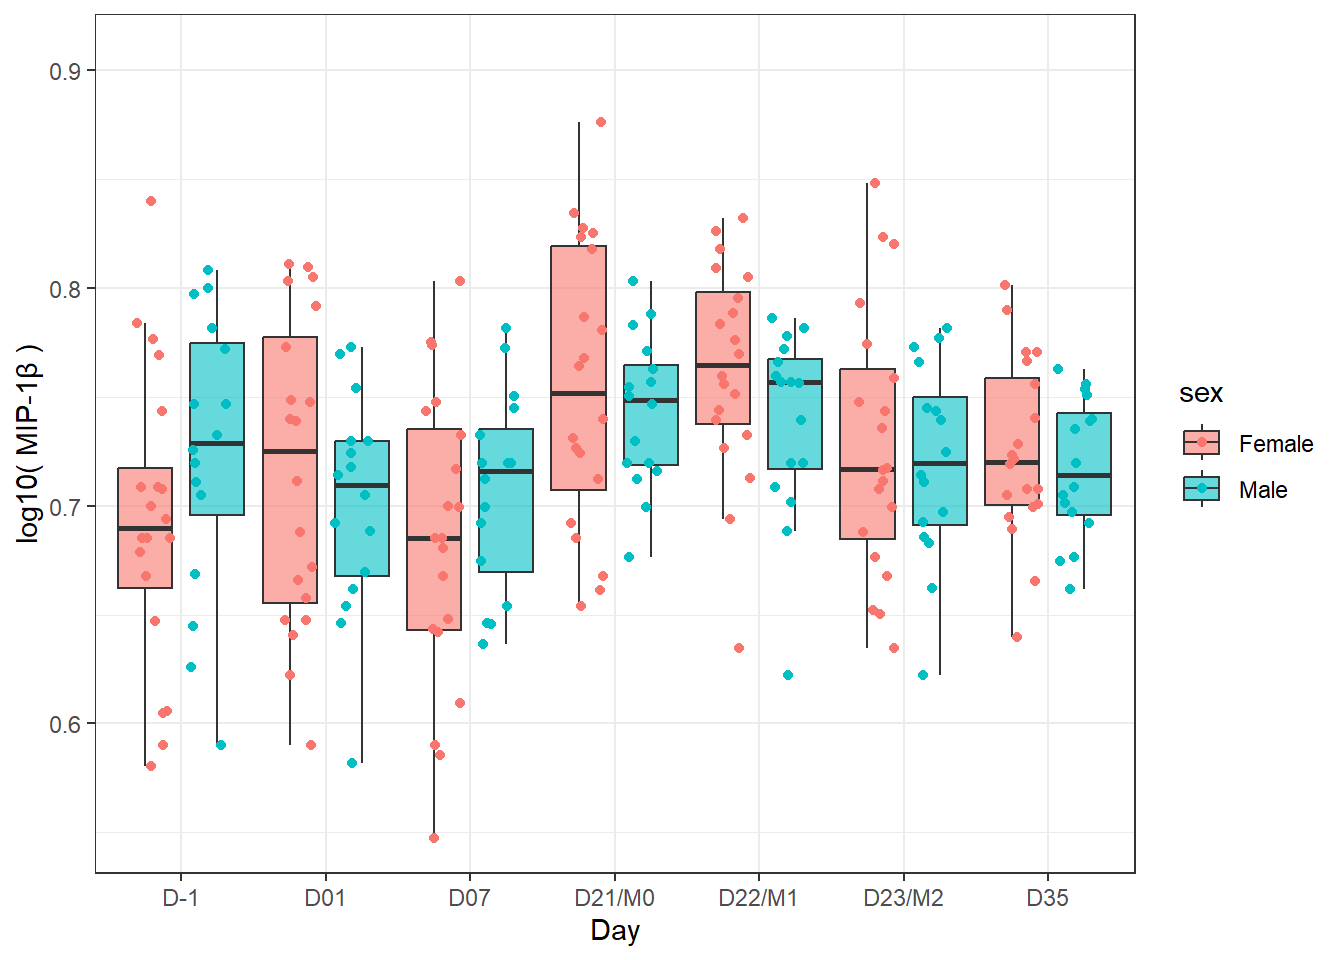 0.9
0.8
0.7
0.6
log10( MIP-1β )
D-1 D01 D07 D21/M0 D22/M1 D23/M2 D35
Day
sex
Female
Male